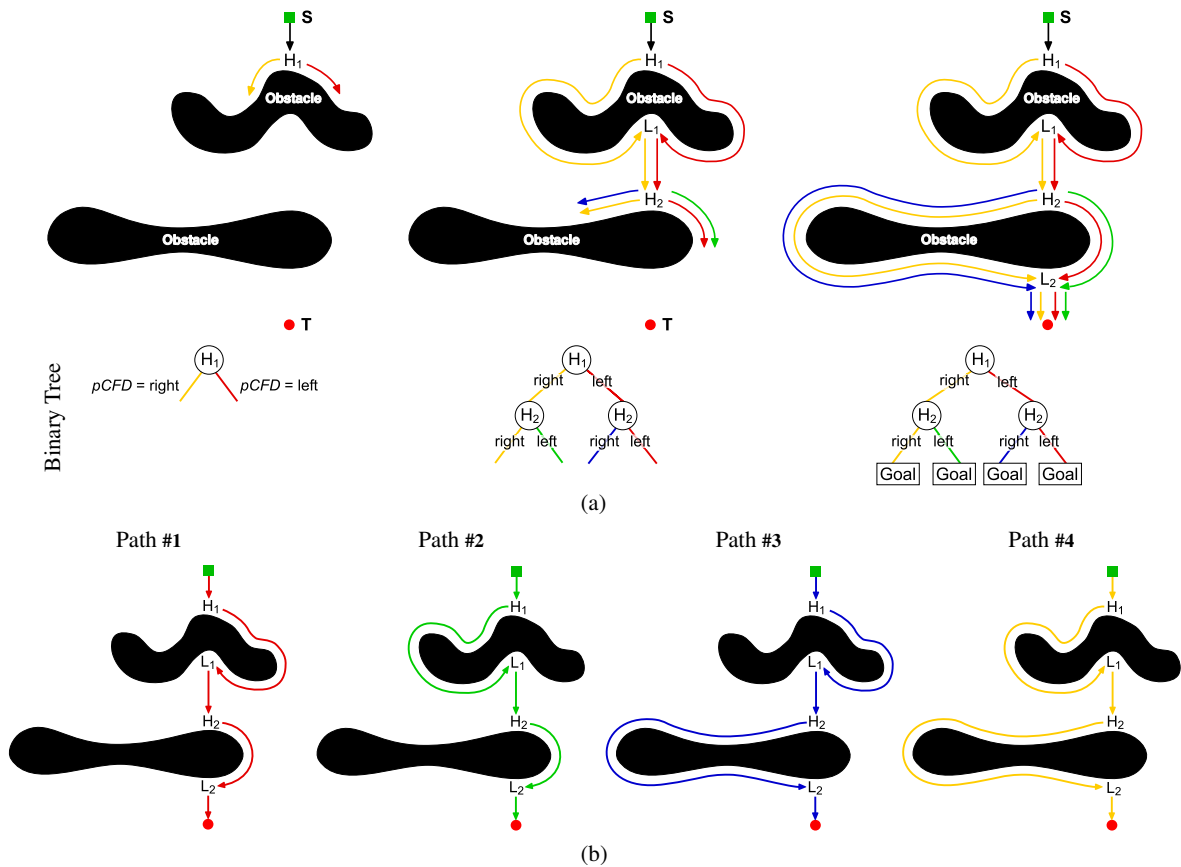 S S S
H₁ H₁ H₁
Obstacle Obstacle Obstacle
L₁ L₁
H₂ H₂
Obstacle Obstacle Obstacle
L₂
T T
Binary Tree
H₁ H₁ H₁
pCFD = right pCFD = left right left right left
H₂ H₂ H₂ H₂
right left right left right left right left
Goal Goal Goal Goal
(a)
Path #1 Path #2 Path #3 Path #4
H₁ H₁ H₁ H₁
L₁ L₁ L₁ L₁
H₂ H₂ H₂ H₂
L₂ L₂ L₂ L₂
(b)